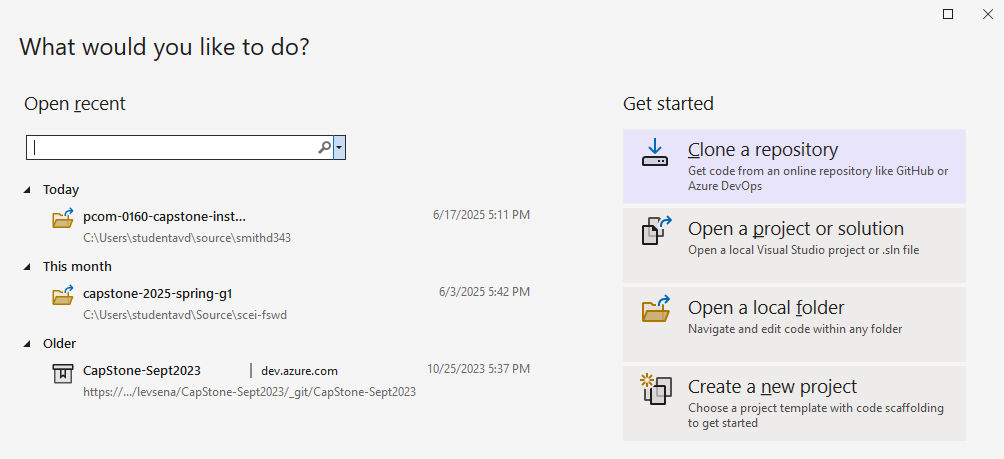 What would you like to do?
Open recent
Today
pcom-0160-capstone-inst...
6/17/2025 5:11 PM
C:\Users\studentavd\source\smithd343
This month
capstone-2025-spring-g1
6/3/2025 5:42 PM
C:\Users\studentavd\Source\scei-fswd
Older
CapStone-Sept2023 | dev.azure.com
10/25/2023 5:37 PM
https://.../levsena/CapStone-Sept2023/_git/CapStone-Sept2023
Get started
Clone a repository
Get code from an online repository like GitHub or
Azure DevOps
Open a project or solution
Open a local Visual Studio project or .sln file
Open a local folder
Navigate and edit code within any folder
Create a new project
Choose a project template with code scaffolding
to get started